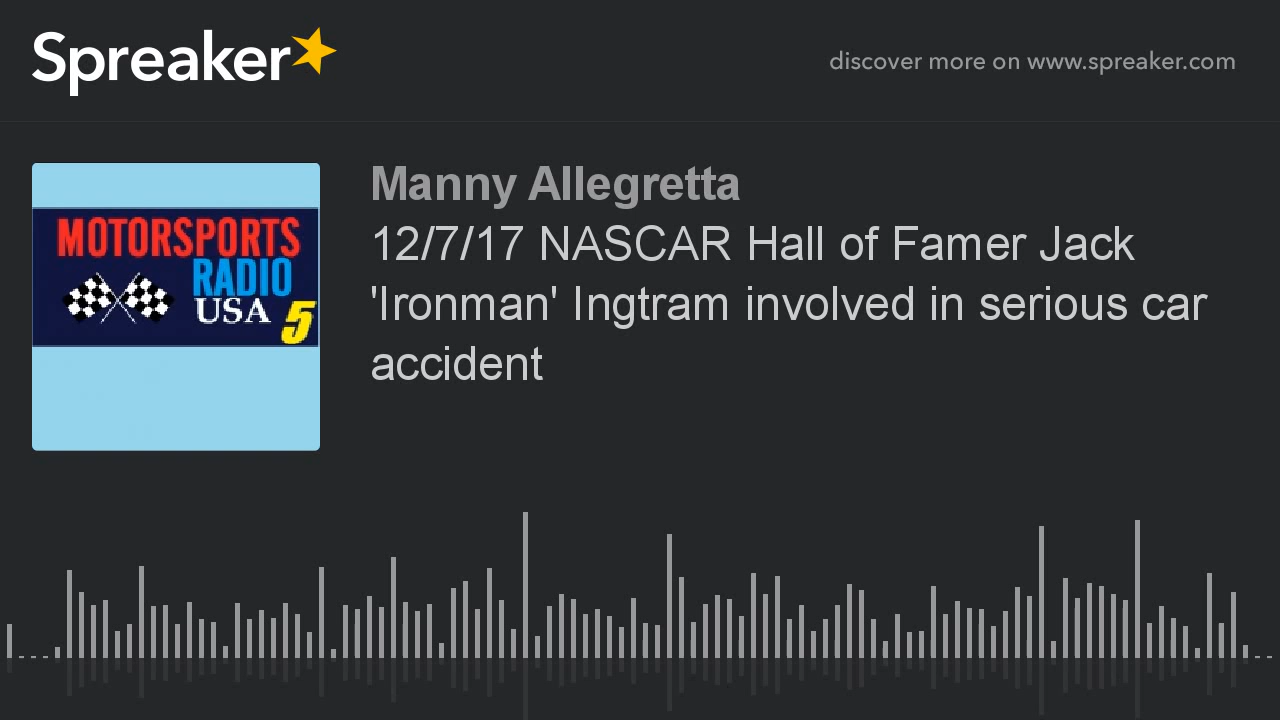 Spreaker
discover more on www.spreaker.com
MOTORSPORTS
RADIO
USA 5
Manny Allegretta
12/7/17 NASCAR Hall of Famer Jack
'Ironman' Ingtram involved in serious car
accident